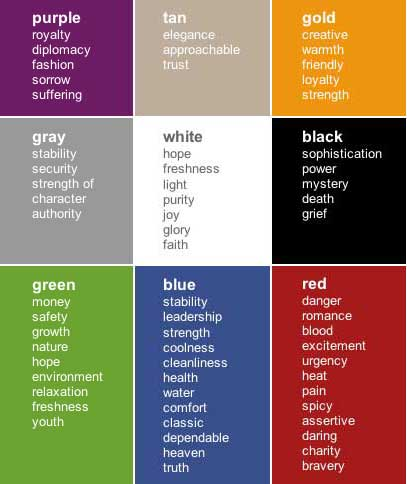 purple
royalty
diplomacy
fashion
sorrow
suffering
tan
elegance
approachable
trust
gold
creative
warmth
friendly
loyalty
strength
gray
stability
security
strength of
character
authority
white
hope
freshness
light
purity
joy
glory
faith
black
sophistication
power
mystery
death
grief
green
money
safety
growth
nature
hope
environment
relaxation
freshness
youth
blue
stability
leadership
strength
coolness
cleanliness
health
water
comfort
classic
dependable
heaven
truth
red
danger
romance
blood
excitement
urgency
heat
pain
spicy
assertive
daring
charity
bravery